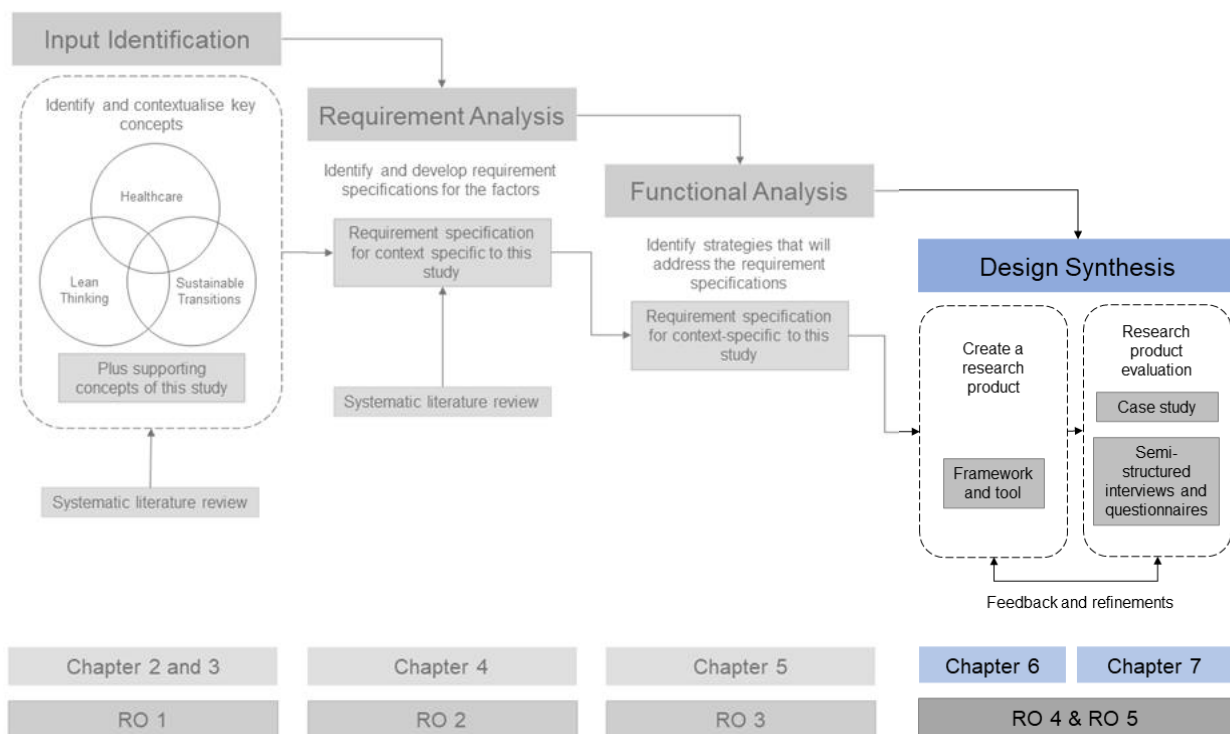 Input Identification
Identify and contextualise key
concepts
Healthcare
Lean
Thinking
Sustainable
Transitions
Plus supporting
concepts of this study
Systematic literature review
Requirement Analysis
Identify and develop requirement
specifications for the factors
Requirement specification
for context specific to this
study
Systematic literature review
Functional Analysis
Identify strategies that will
address the requirement
specifications
Requirement specification
for context-specific to this
study
Design Synthesis
Create a
research
product
Framework
and tool
Research
product
evaluation
Case study
Semi-
structured
interviews and
questionnaires
Feedback and refinements
Chapter 2 and 3
Chapter 4
Chapter 5
Chapter 6
Chapter 7
RO 1
RO 2
RO 3
RO 4 & RO 5